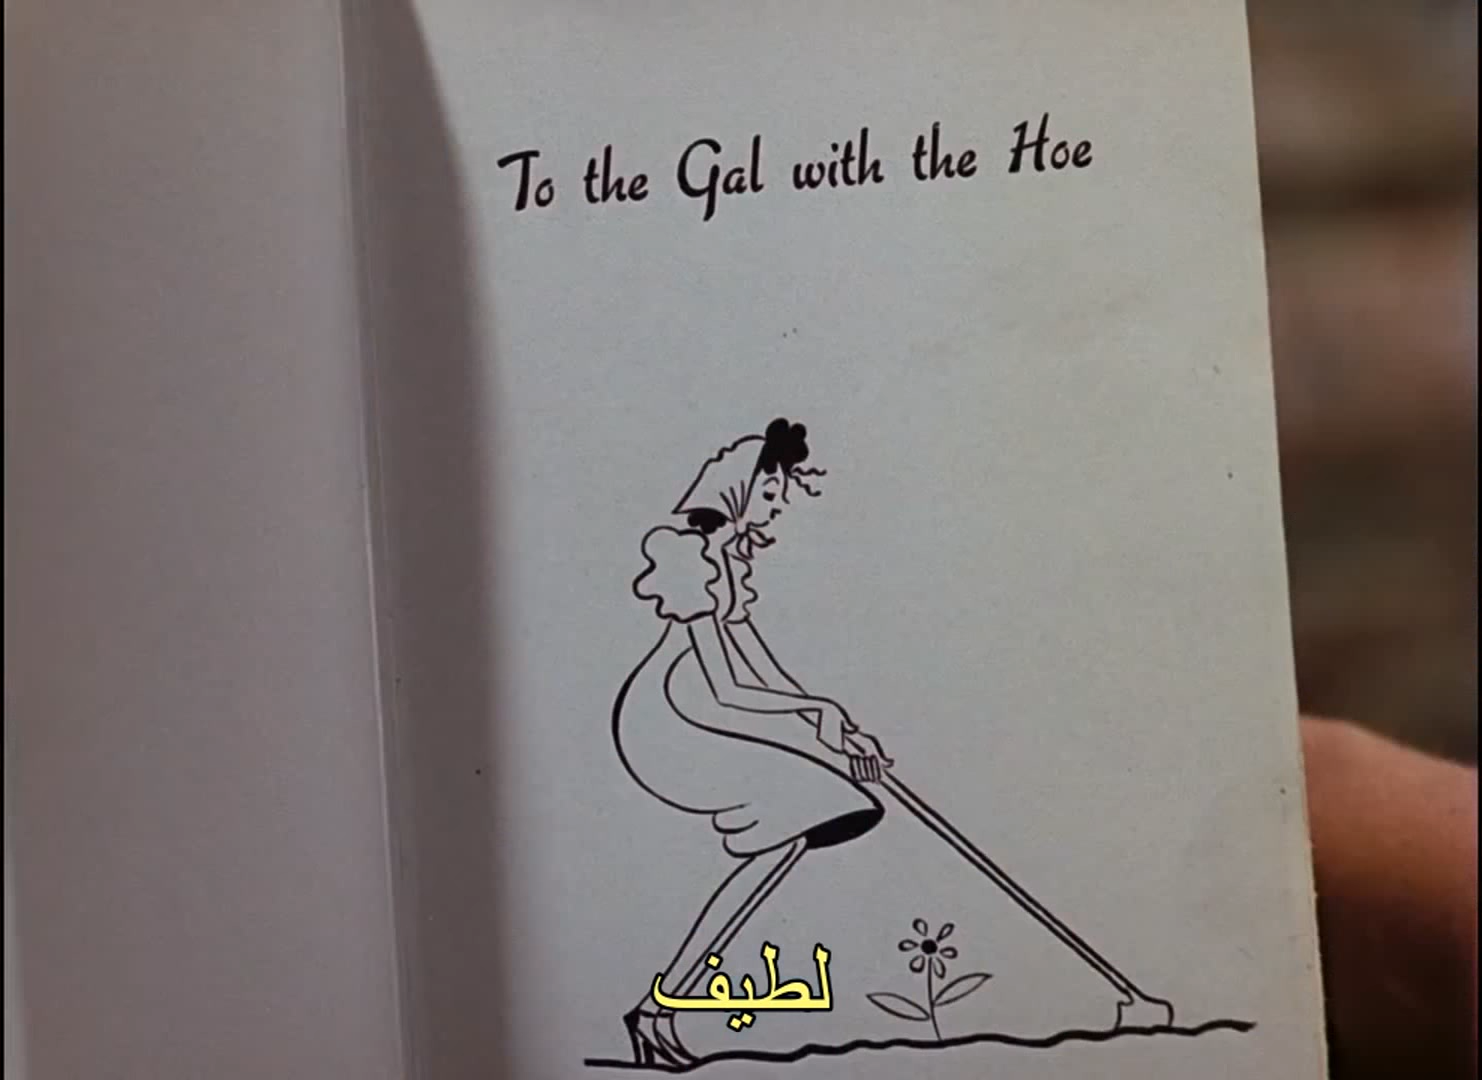 To the Gal with the Hoe
لطيف